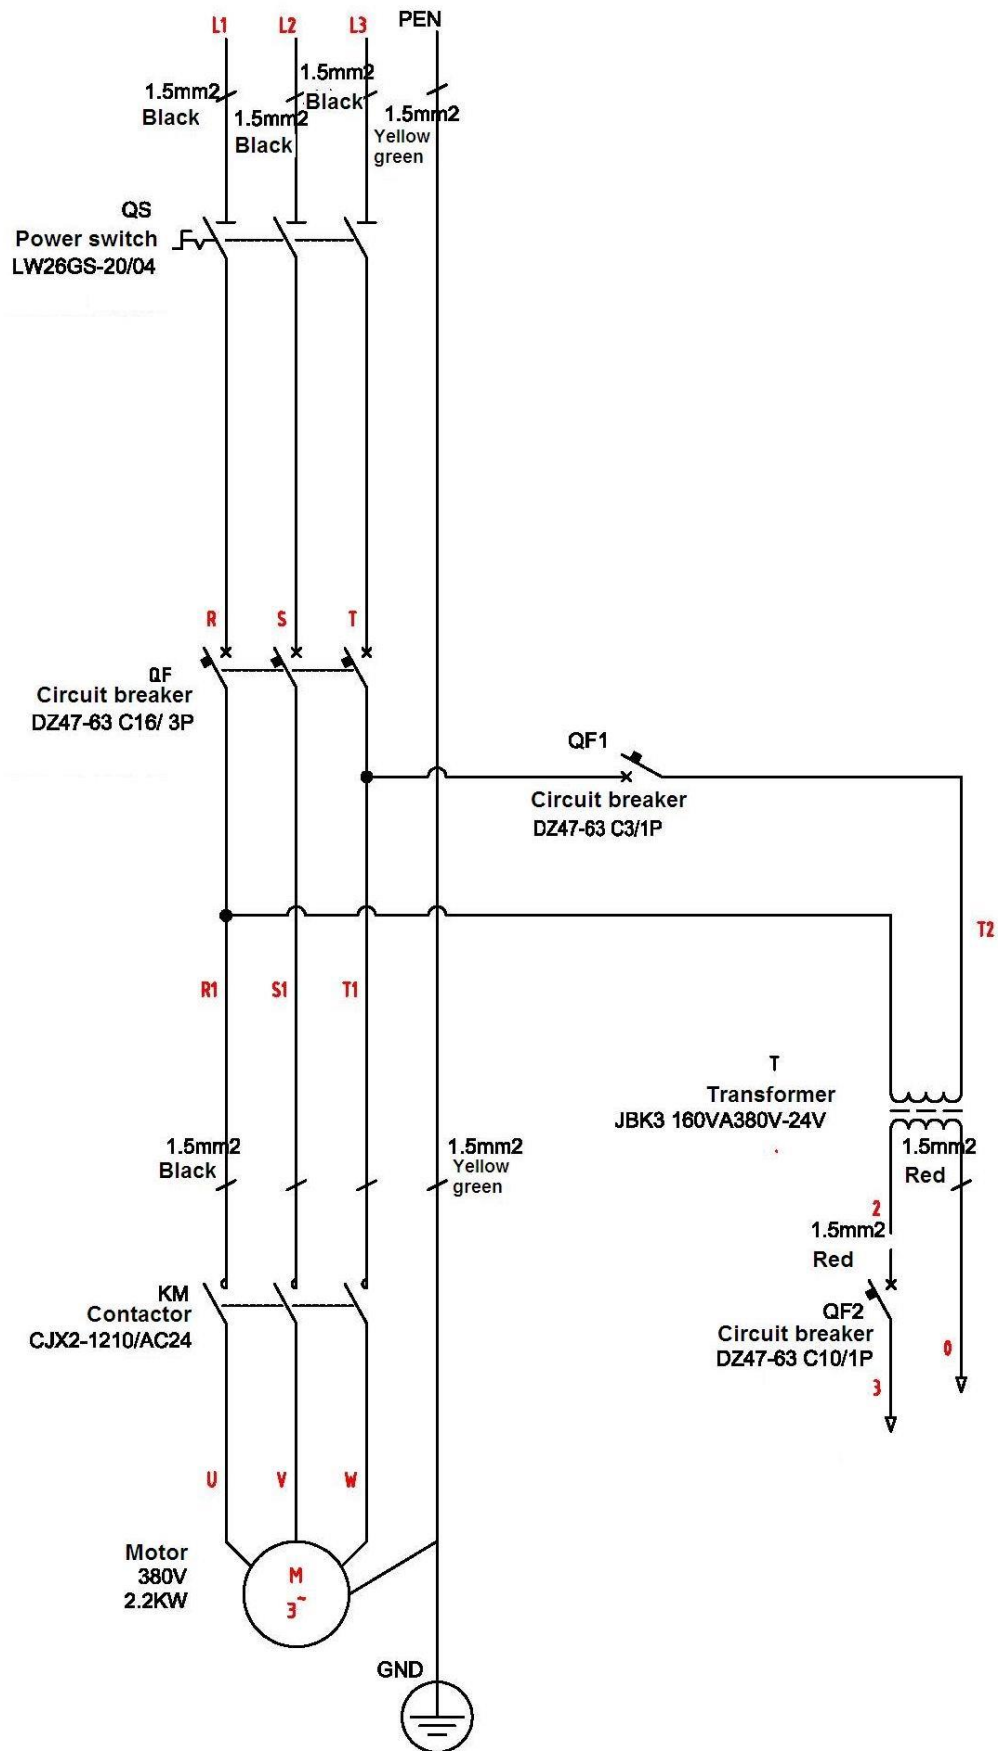 L1
L2
L3
PEN
1.5mm2
Black
1.5mm2
Black
1.5mm2
Black
1.5mm2
Yellow
green
QS
Power switch
LW26GS-20/04
R
S
T
QF
Circuit breaker
DZ47-63 C16/ 3P
QF1
Circuit breaker
DZ47-63 C3/1P
T2
R1
S1
T1
T
Transformer
JBK3 160VA380V-24V
1.5mm2
Black
1.5mm2
Yellow
green
1.5mm2
Red
2
1.5mm2
Red
KM
Contactor
CJX2-1210/AC24
QF2
Circuit breaker
DZ47-63 C10/1P
0
3
U
V
W
Motor
380V
2.2KW
M
3~
GND